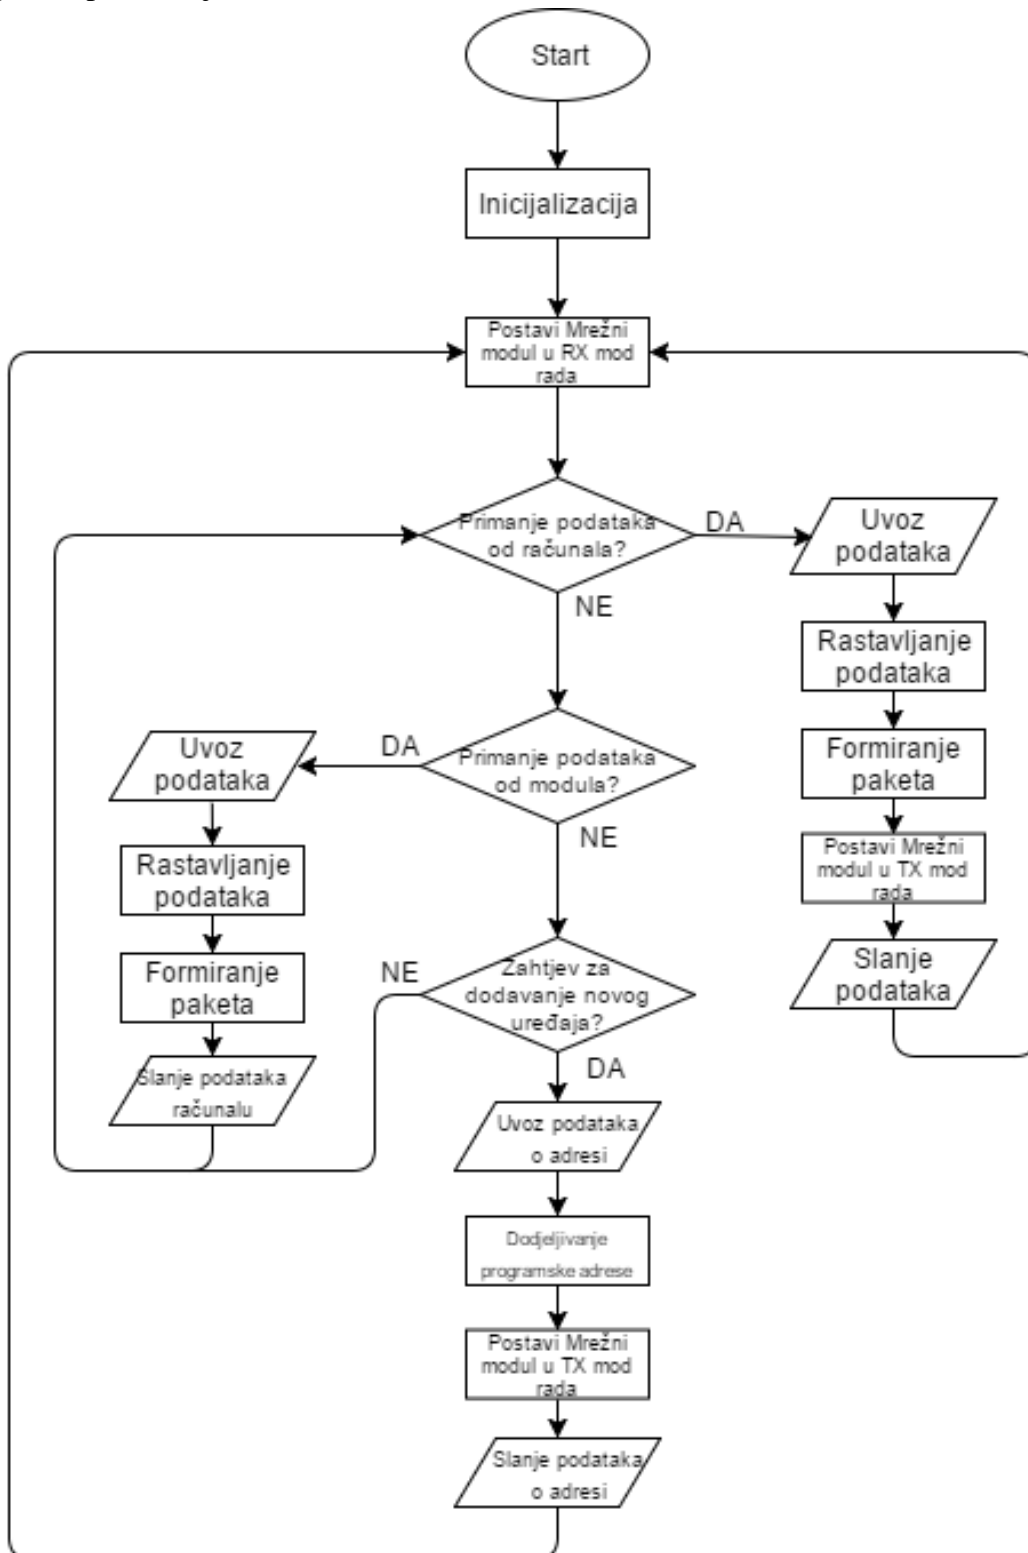 Start
Inicijalizacija
Postavi Mrežni
modul u RX mod
rada
Primanje podataka
od računala?
DA
Uvoz
podataka
NE
Rastavljanje
podataka
Formiranje
paketa
Postavi Mrežni
modul u TX mod
rada
Slanje
podataka
Primanje podataka
od modula?
DA
Uvoz
podataka
Rastavljanje
podataka
Formiranje
paketa
Slanje podataka
računalu
NE
Zahtjev za
dodavanje novog
uređaja?
NE
DA
Uvoz podataka
o adresi
Dodjeljivanje
programske adrese
Postavi Mrežni
modul u TX mod
rada
Slanje podataka
o adresi